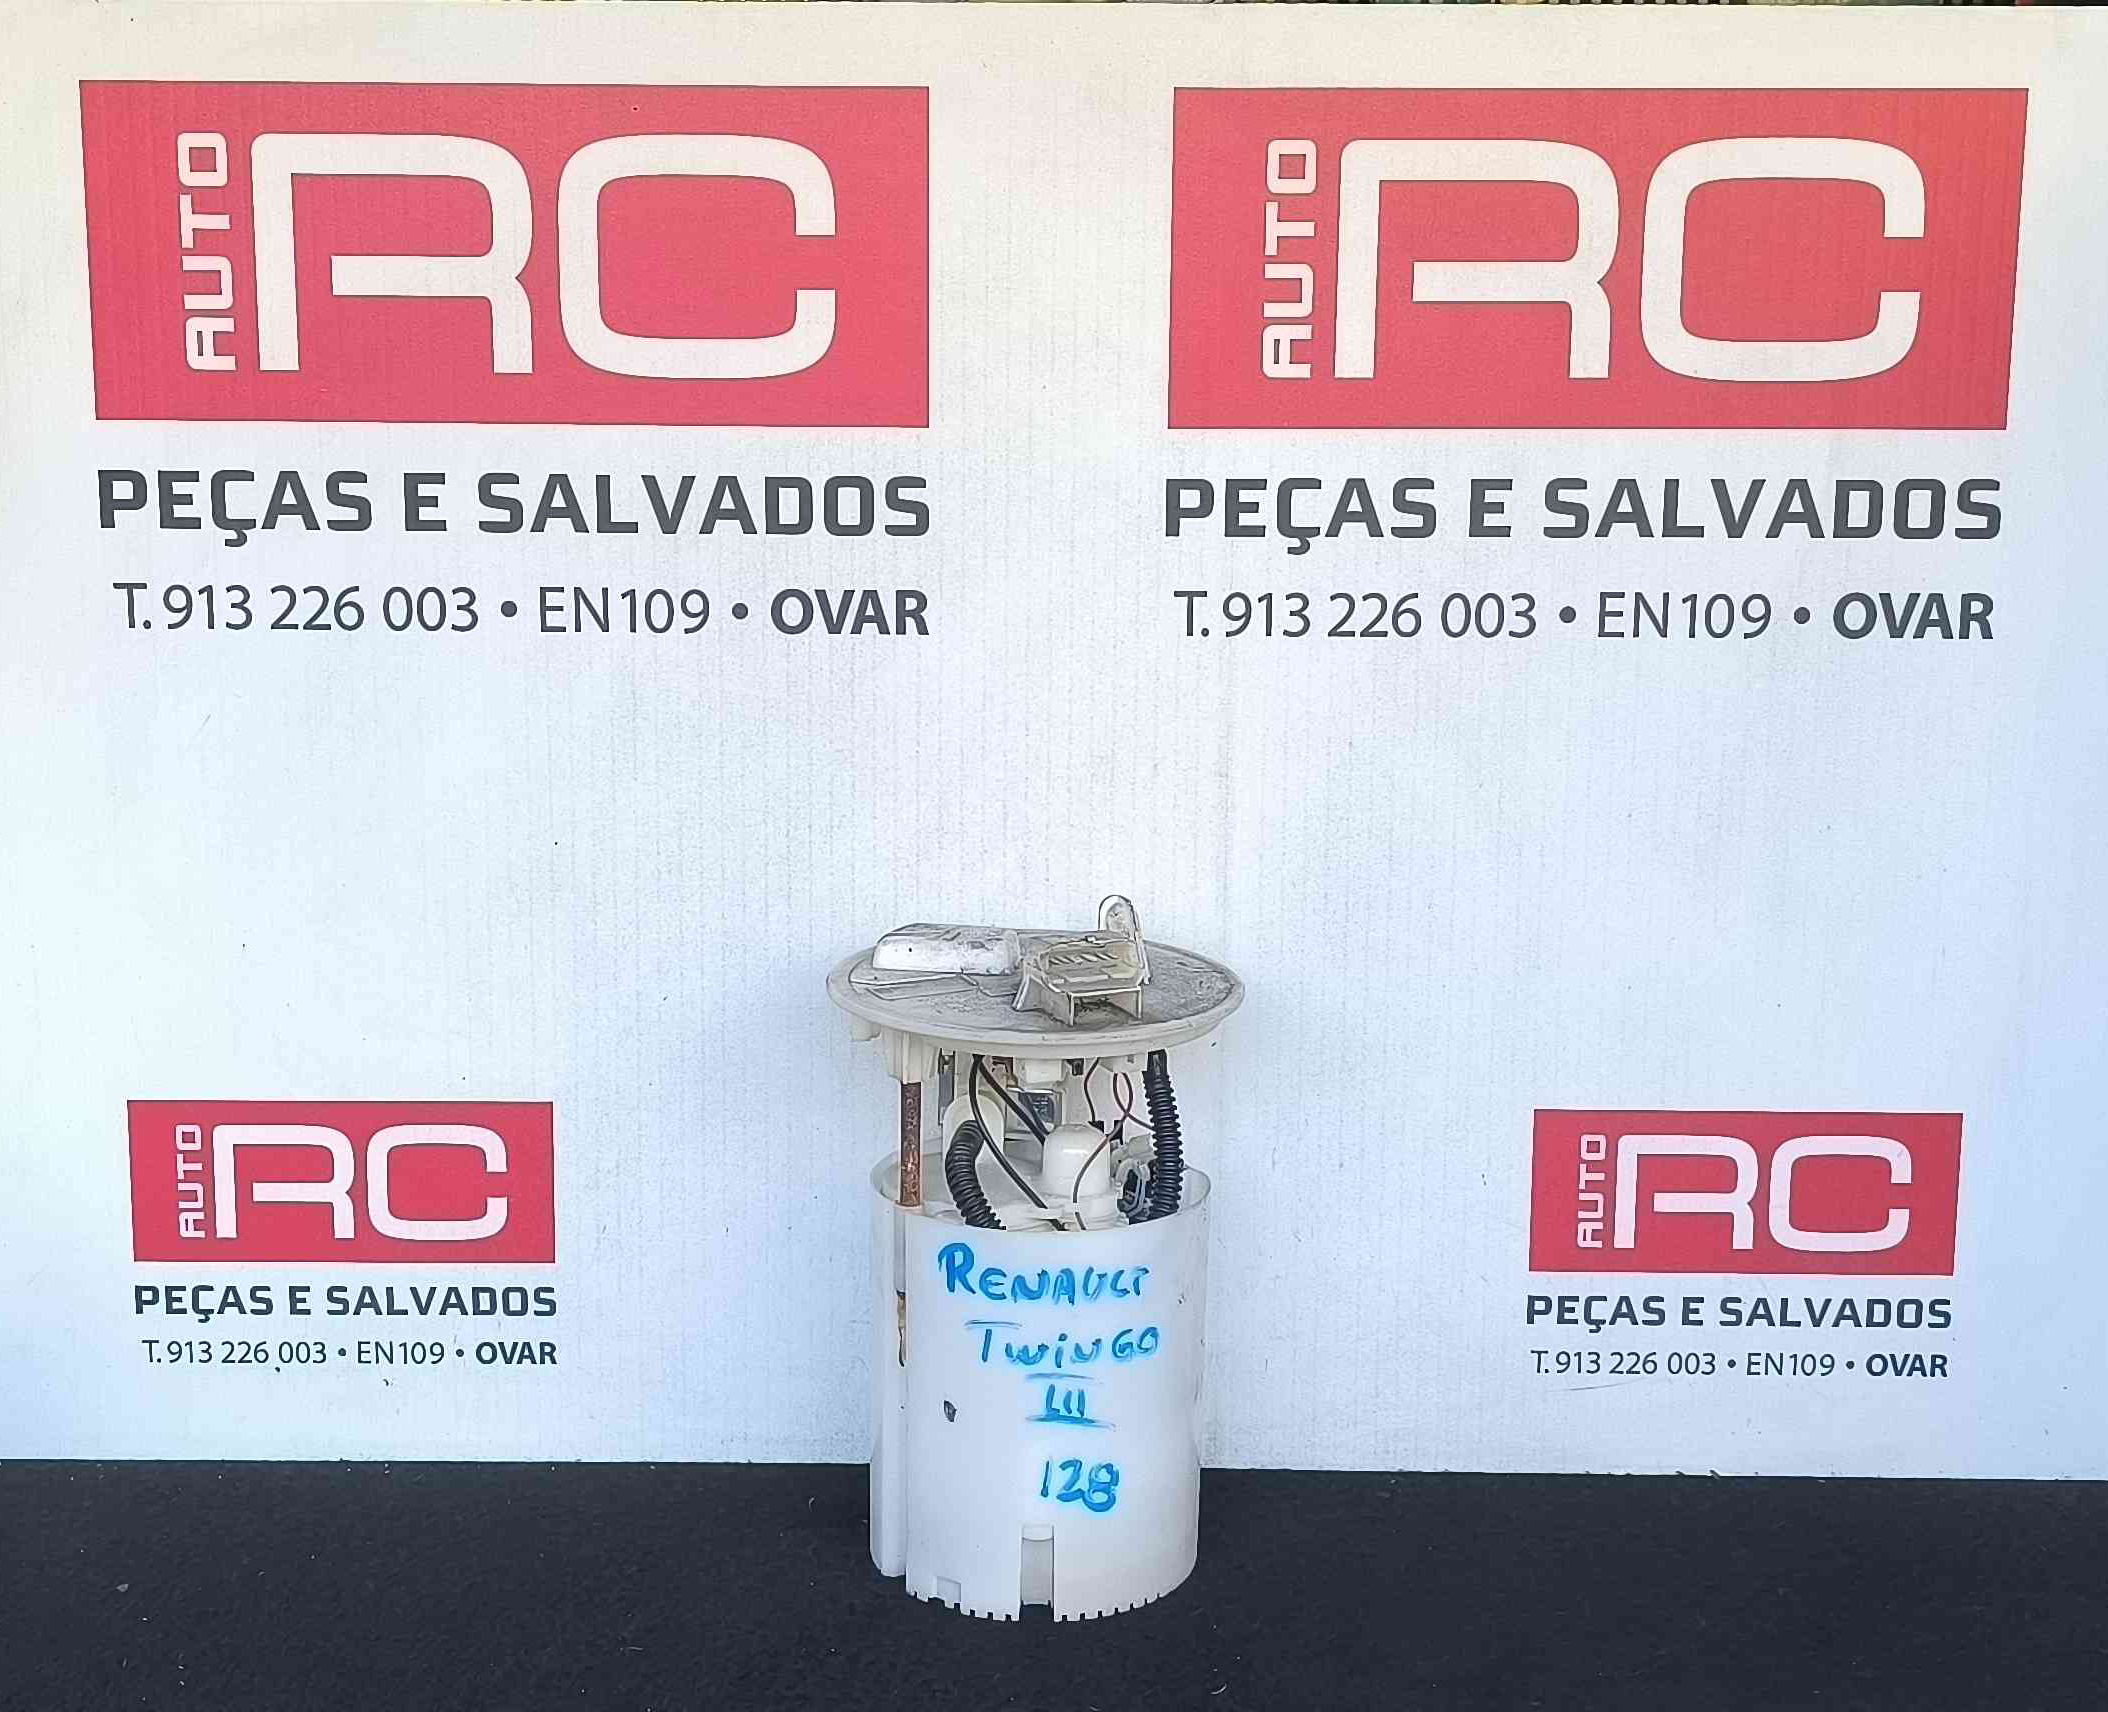 AUTO RC
PEÇAS E SALVADOS
T. 913 226 003 • EN109 • OVAR
AUTO RC
PEÇAS E SALVADOS
T. 913 226 003 • EN109 • OVAR
AUTO RC
PEÇAS E SALVADOS
T. 913 226 003 • EN109 • OVAR
RENAULT
TWINGO
III
128
AUTO RC
PEÇAS E SALVADOS
T. 913 226 003 • EN109 • OVAR